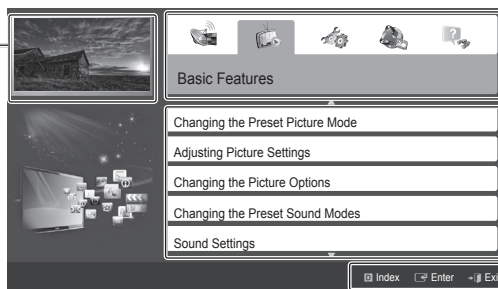 Basic Features
Changing the Preset Picture Mode
Adjusting Picture Settings
Changing the Picture Options
Changing the Preset Sound Modes
Sound Settings
Index Enter Exi